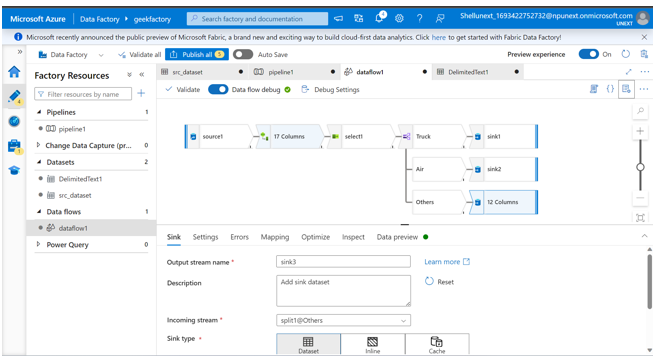 Microsoft Azure | Data Factory ▸ geekfactory
Search factory and documentation
Shellunext_1693422752732@npunext.onmicrosoft.com
UNEXT
Microsoft recently announced the public preview of Microsoft Fabric, a brand new and exciting way to build cloud-first data analytics. Click here to get started with Fabric Data Factory!
Data Factory
Validate all
Publish all 5
Auto Save
Preview experience
On
Factory Resources
Filter resources by name
Pipelines 1
pipeline1
Change Data Capture (pr... 0
Datasets 2
DelimitedText1
src_dataset
Data flows 1
dataflow1
Power Query 0
src_dataset
pipeline1
dataflow1
DelimitedText1
Validate
Data flow debug
Debug Settings
source1
17 Columns
select1
Truck
sink1
Air
sink2
Others
12 Columns
Sink Settings Errors Mapping Optimize Inspect Data preview
Output stream name *
sink3
Learn more
Description
Add sink dataset
Reset
Incoming stream *
split1@Others
Sink type *
Dataset
Inline
Cache